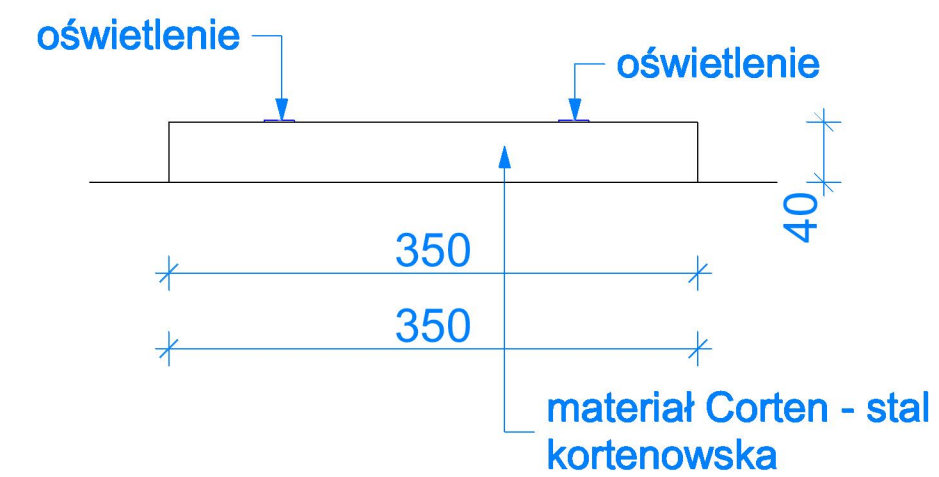 oświetlenie
oświetlenie
40
350
350
materiał Corten - stal
kortenowska